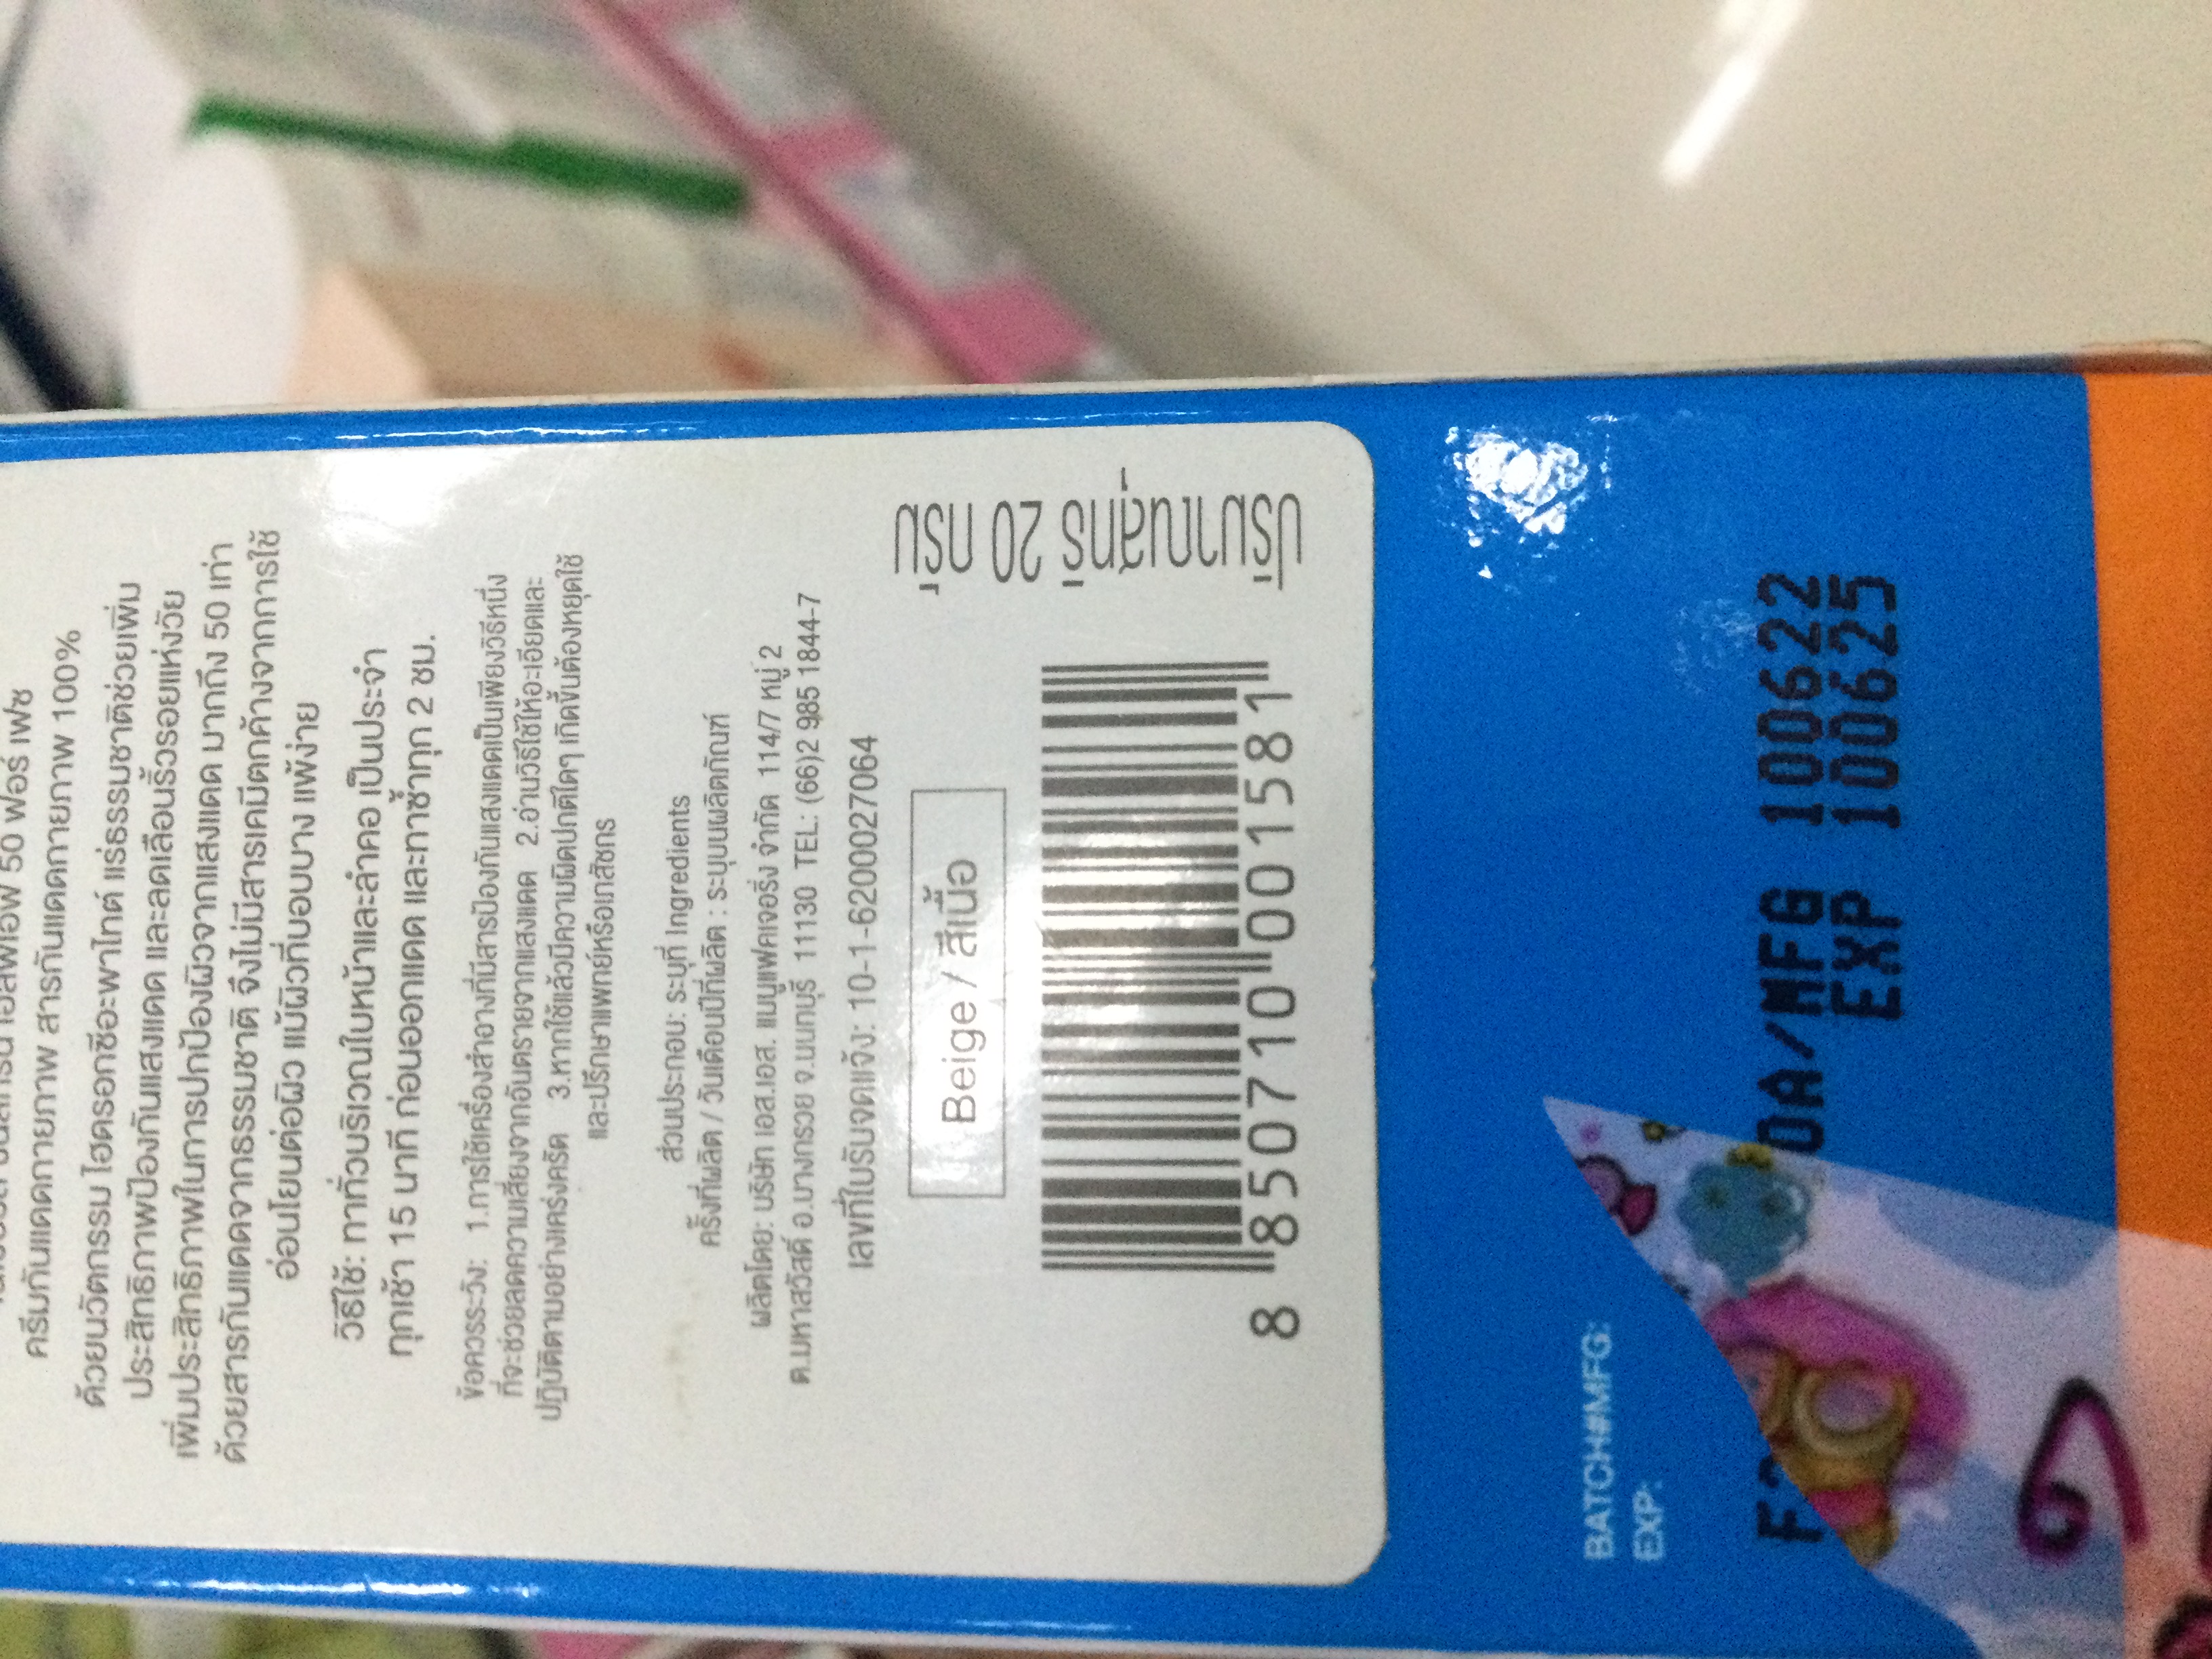 50 ฟอร์ เฟซ
ครีมกันแดดกายภาพ สารกันแดดกายภาพ 100%
ด้วยนวัตกรรม ไฮดรอกซีอะพาไทต์ แร่ธรรมชาติช่วยเพิ่ม
ประสิทธิภาพป้องกันแสงแดด และลดเลือนริ้วรอยแห่งวัย
เพิ่มประสิทธิภาพในการปกป้องผิวจากแสงแดด มากถึง 50 เท่า
ด้วยสารกันแดดจากธรรมชาติ จึงไม่มีสารเคมีตกค้างจากการใช้
อ่อนโยนต่อผิว แม้ผิวที่บอบบาง แพ้ง่าย
วิธีใช้: ทาทั่วบริเวณใบหน้าและลำคอ เป็นประจำ
ทุกเช้า 15 นาที ก่อนออกแดด และทาซ้ำทุก 2 ชม.
ข้อควรระวัง: 1.การใช้เครื่องสำอางที่มีสารป้องกันแสงแดดเป็นเพียงวิธีหนึ่ง
ที่จะช่วยลดความเสี่ยงจากอันตรายจากแสงแดด 2.อ่านวิธีใช้ให้ละเอียดและ
ปฏิบัติตามอย่างเคร่งครัด 3.หากใช้แล้วมีความผิดปกติใดๆ เกิดขึ้นต้องหยุดใช้
และปรึกษาแพทย์หรือเภสัชกร
ส่วนประกอบ: ระบุที่ Ingredients
ครั้งที่ผลิต / วันเดือนปีที่ผลิต : ระบุบนผลิตภัณฑ์
ผลิตโดย: บริษัท เอส.เอส. แมนูแฟคเจอริ่ง จำกัด 114/7 หมู่ 2
ต.มหาสวัสดิ์ อ.บางกรวย จ.นนทบุรี 11130 TEL: (66)2 985 1844-7
เลขที่ใบรับจดแจ้ง: 10-1-6200027064
Beige / สีเนื้อ
8 850710 001581
ปริมาณสุทธิ 20 กรัม
BATCH#MFG:
EXP:
0A/MFG 100622
EXP 100625